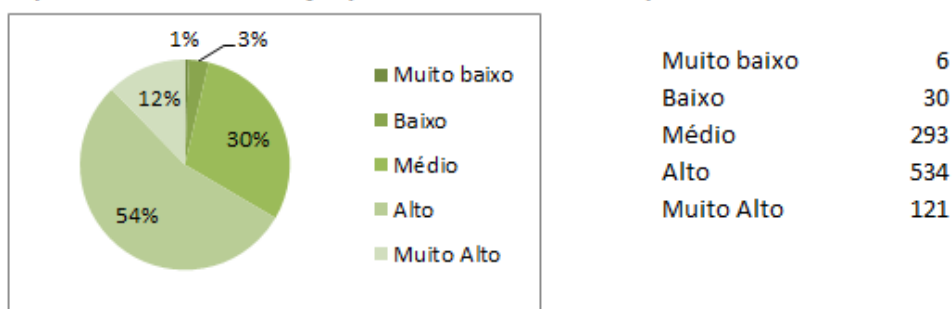 1%
3%
12%
30%
54%
Muito baixo
Baixo
Médio
Alto
Muito Alto
Muito baixo 6
Baixo 30
Médio 293
Alto 534
Muito Alto 121